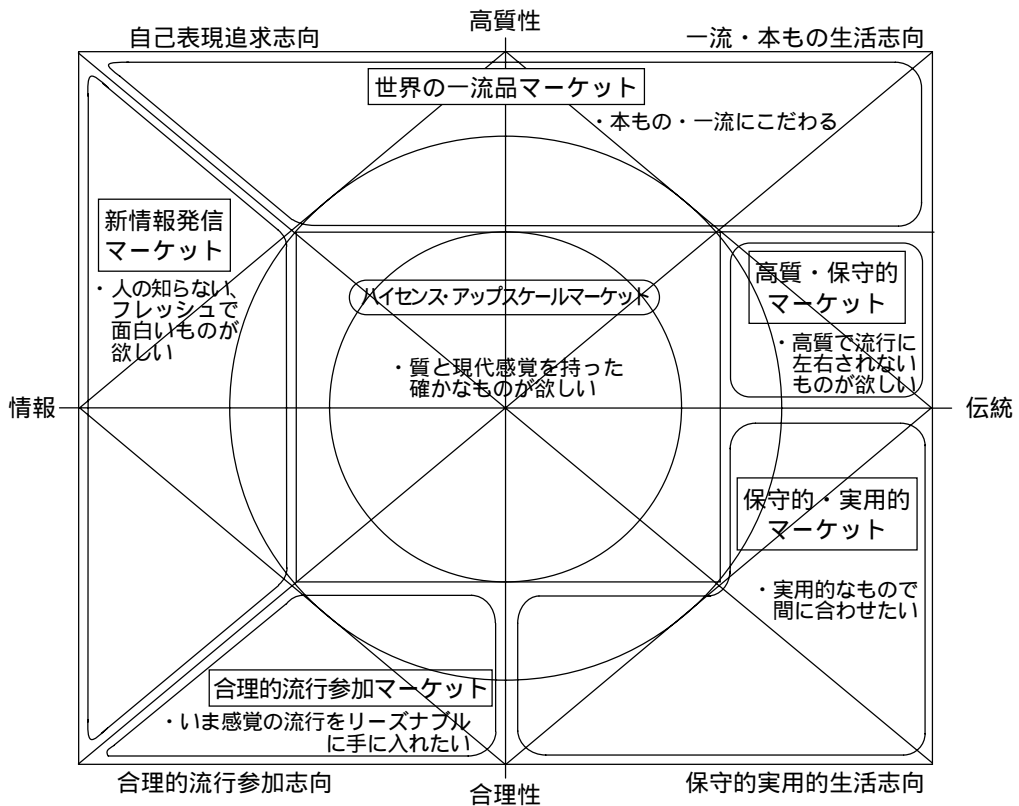 高質性
自己表現追求志向
一流・本もの生活志向
世界の一流品マーケット
・本もの・一流にこだわる
新情報発信
マーケット
・人の知らない、
フレッシュで
面白いものが
欲しい
ハイセンス・アップスケールマーケット
・質と現代感覚を持った
確かなものが欲しい
高質・保守的
マーケット
・高質で流行に
左右されない
ものが欲しい
情報
伝統
保守的・実用的
マーケット
・実用的なもので
間に合わせたい
合理的流行参加マーケット
・いま感覚の流行をリーズナブル
に手に入れたい
合理的流行参加志向
合理性
保守的実用的生活志向